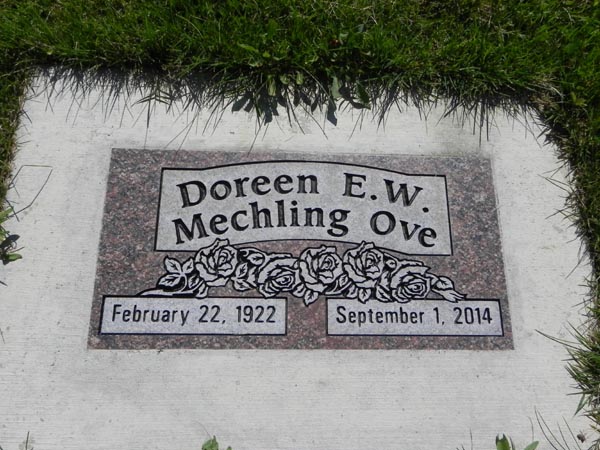 Doreen E.W.
Mechling Ove
February 22, 1922
September 1, 2014